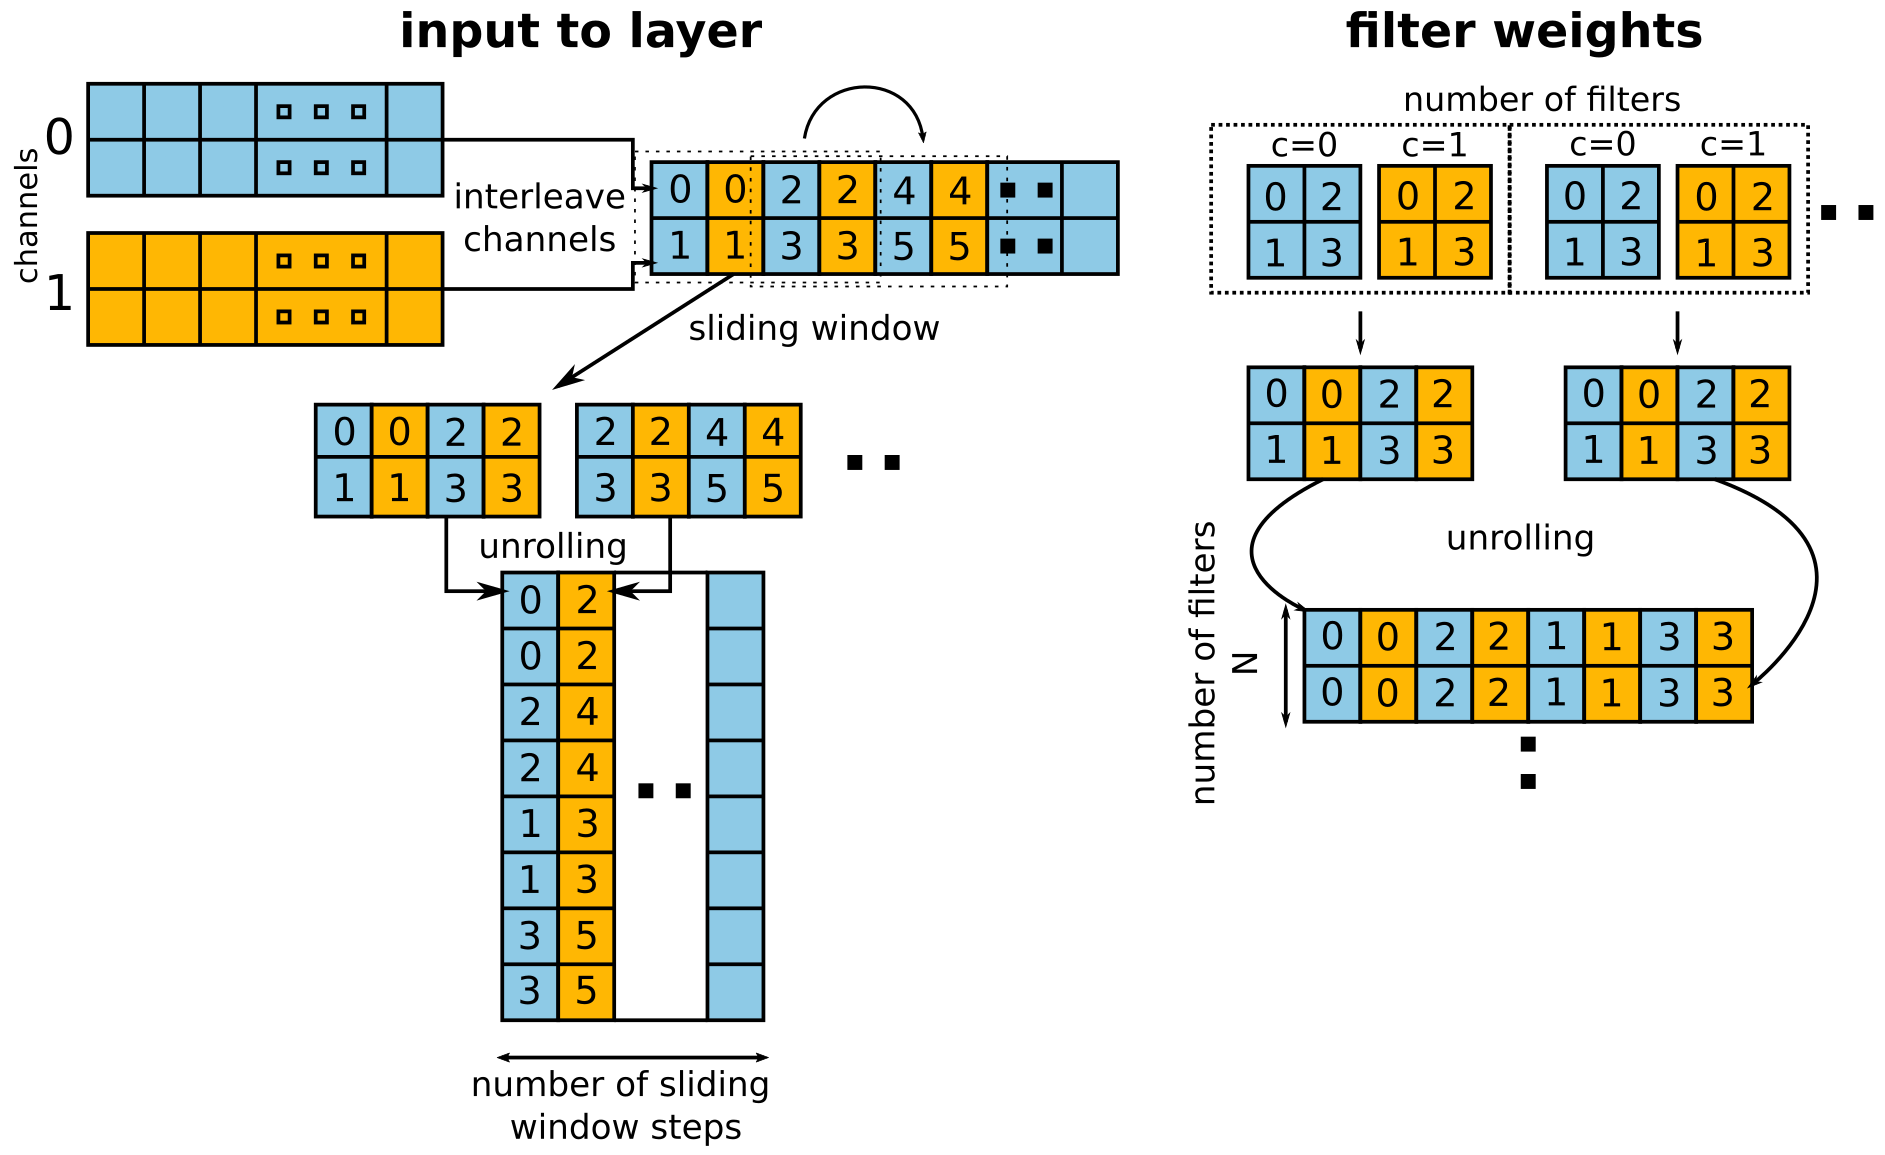 input to layer
channels
0
1
interleave
channels
0 0 2 2 4 4
1 1 3 3 5 5
sliding window
0 0 2 2
1 1 3 3
2 2 4 4
3 3 5 5
unrolling
0 2
0 2
2 4
2 4
1 3
1 3
3 5
3 5
number of sliding
window steps
filter weights
number of filters
c=0 c=1 c=0 c=1
0 2 0 2 0 2 0 2
1 3 1 3 1 3 1 3
0 0 2 2
1 1 3 3
0 0 2 2
1 1 3 3
unrolling
number of filters
N
0 0 2 2 1 1 3 3
0 0 2 2 1 1 3 3